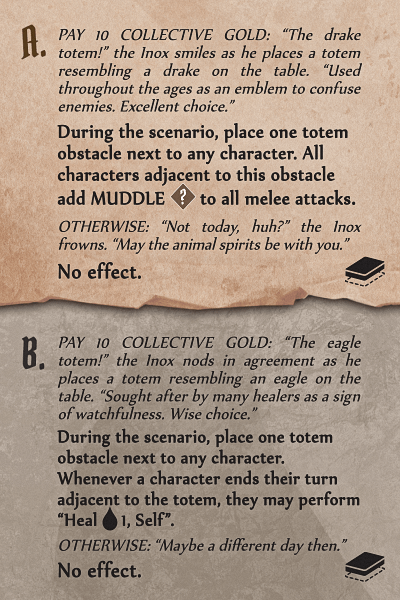 A. PAY 10 COLLECTIVE GOLD: “The drake
totem!” the Inox smiles as he places a totem
resembling a drake on the table. “Used
throughout the ages as an emblem to confuse
enemies. Excellent choice.”
During the scenario, place one totem
obstacle next to any character. All
characters adjacent to this obstacle
add MUDDLE ? to all melee attacks.
OTHERWISE: “Not today, huh?” the Inox
frowns. “May the animal spirits be with you.”
No effect.
B. PAY 10 COLLECTIVE GOLD: “The eagle
totem!” the Inox nods in agreement as he
places a totem resembling an eagle on the
table. “Sought after by many healers as a sign
of watchfulness. Wise choice.”
During the scenario, place one totem
obstacle next to any character.
Whenever a character ends their turn
adjacent to the totem, they may perform
“Heal 1, Self”.
OTHERWISE: “Maybe a different day then.”
No effect.